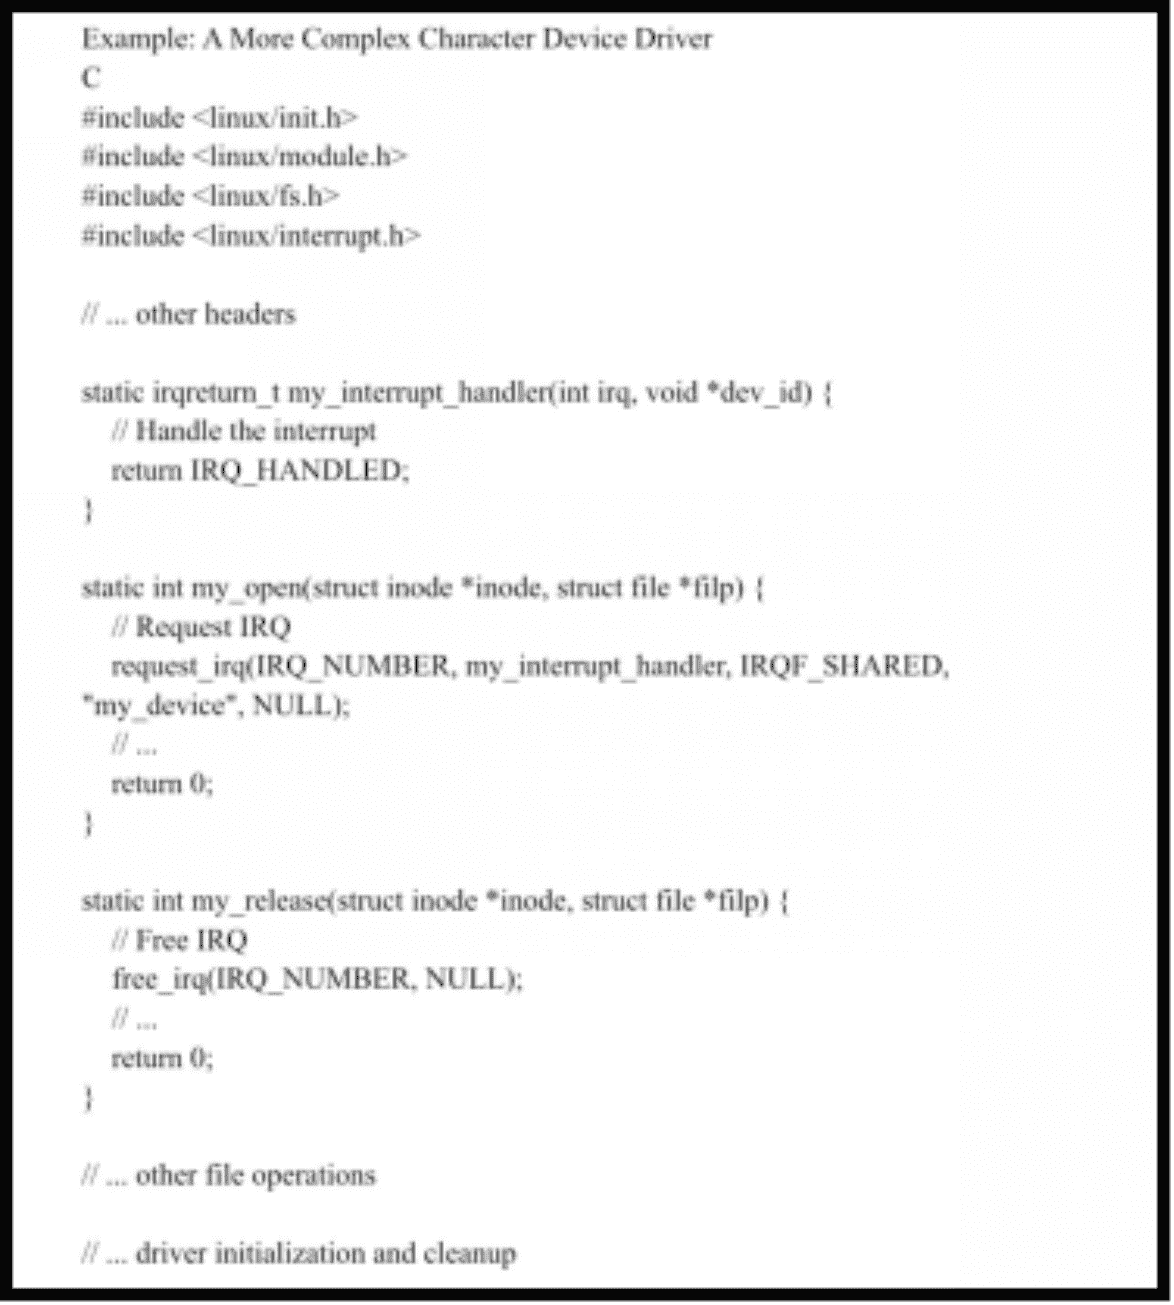 Example: A More Complex Character Device Driver
C
#include <linux/init.h>
#include <linux/module.h>
#include <linux/fs.h>
#include <linux/interrupt.h>
// ... other headers
static irqreturn_t my_interrupt_handler(int irq, void *dev_id) {
// Handle the interrupt
return IRQ_HANDLED;
}
static int my_open(struct inode *inode, struct file *filp) {
// Request IRQ
request_irq(IRQ_NUMBER, my_interrupt_handler, IRQF_SHARED,
"my_device", NULL);
// ...
return 0;
}
static int my_release(struct inode *inode, struct file *filp) {
// Free IRQ
free_irq(IRQ_NUMBER, NULL);
// ...
return 0;
}
// ... other file operations
// ... driver initialization and cleanup